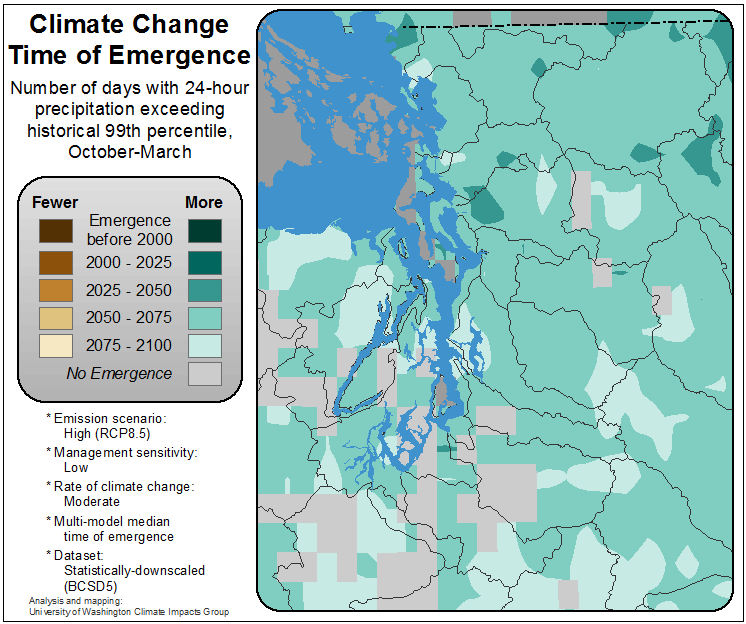 Climate Change
Time of Emergence
Number of days with 24-hour
precipitation exceeding
historical 99th percentile,
October-March
Fewer More
Emergence
before 2000
2000 - 2025
2025 - 2050
2050 - 2075
2075 - 2100
No Emergence
* Emission scenario:
High (RCP8.5)
* Management sensitivity:
Low
* Rate of climate change:
Moderate
* Multi-model median
time of emergence
* Dataset:
Statistically-downscaled
(BCSD5)
Analysis and mapping:
University of Washington Climate Impacts Group